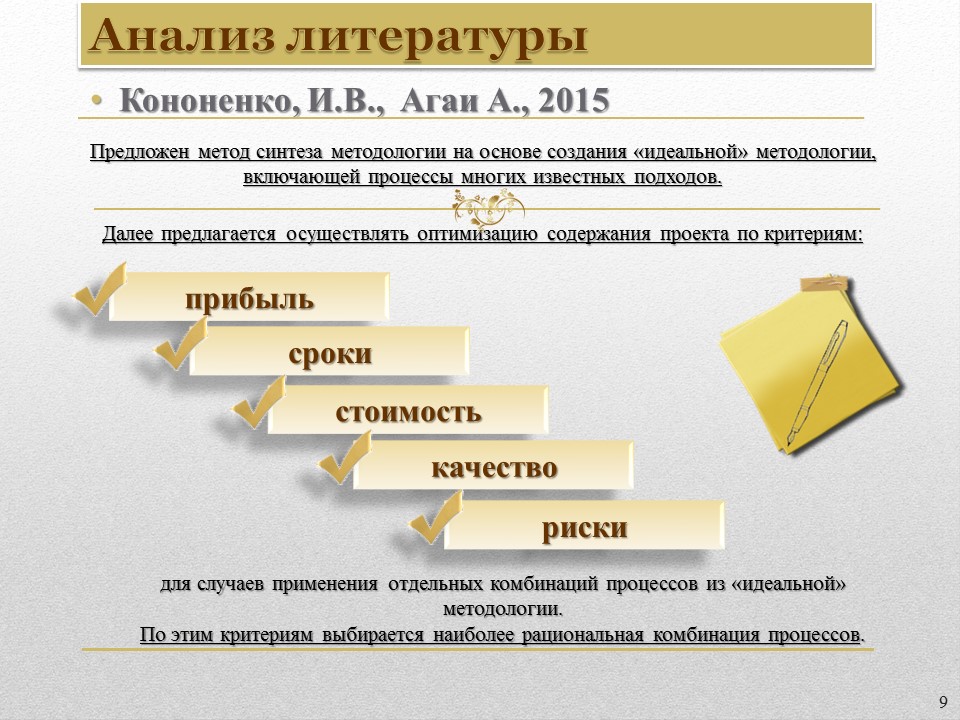 Анализ литературы
• Кононенко, И.В., Агаи А., 2015
Предложен метод синтеза методологии на основе создания «идеальной» методологии,
включающей процессы многих известных подходов.
Далее предлагается осуществлять оптимизацию содержания проекта по критериям:
прибыль
сроки
стоимость
качество
риски
для случаев применения отдельных комбинаций процессов из «идеальной»
методологии.
По этим критериям выбирается наиболее рациональная комбинация процессов.
9